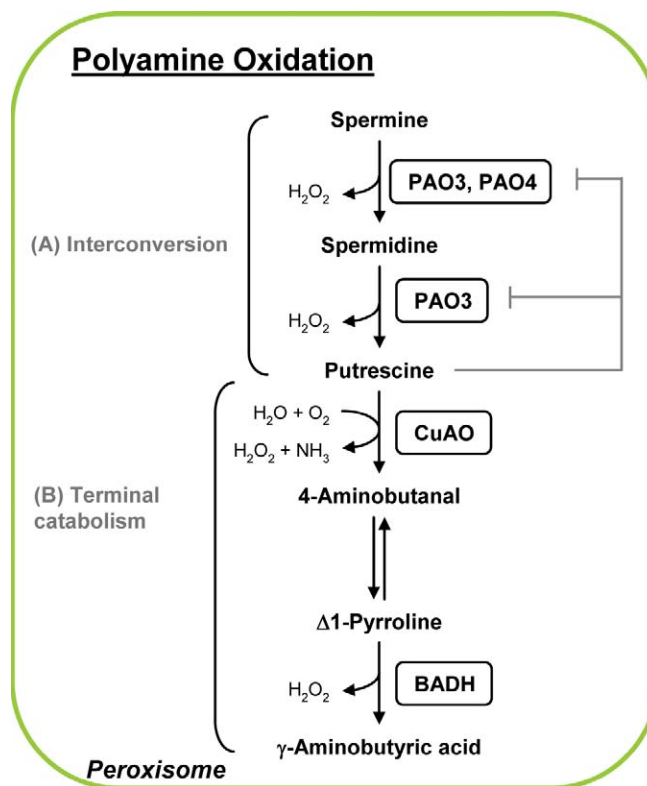 Polyamine Oxidation
Spermine
H₂O₂
PAO3, PAO4
(A) Interconversion
Spermidine
H₂O₂
PAO3
Putrescine
H₂O + O₂
CuAO
H₂O₂ + NH₃
(B) Terminal
catabolism
4-Aminobutanal
Δ1-Pyrroline
H₂O₂
BADH
γ-Aminobutyric acid
Peroxisome